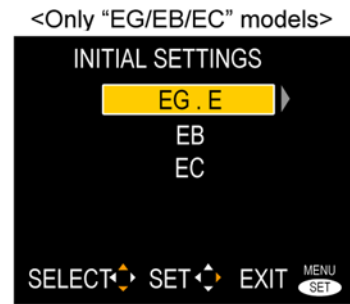 <Only “EG/EB/EC” models>
INITIAL SETTINGS
EG . E
EB
EC
SELECT SET EXIT MENU
SET